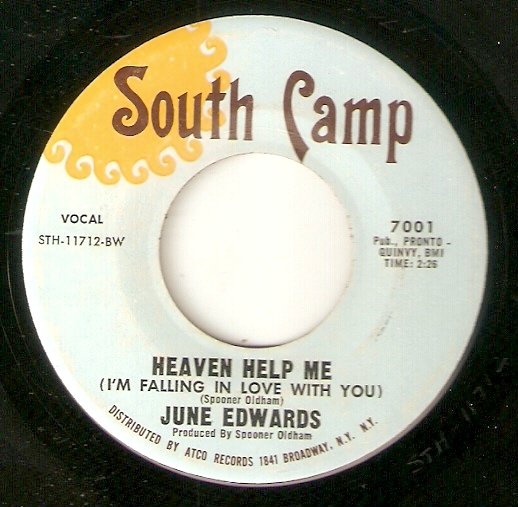 South Camp
VOCAL
STH-11712-BW
7001
Pub., PRONTO -
QUINVY, BMI
TIME: 2:26
HEAVEN HELP ME
(I'M FALLING IN LOVE WITH YOU)
(Spooner Oldham)
JUNE EDWARDS
Produced By Spooner Oldham
DISTRIBUTED BY ATCO RECORDS 1841 BROADWAY, N.Y. N.Y.